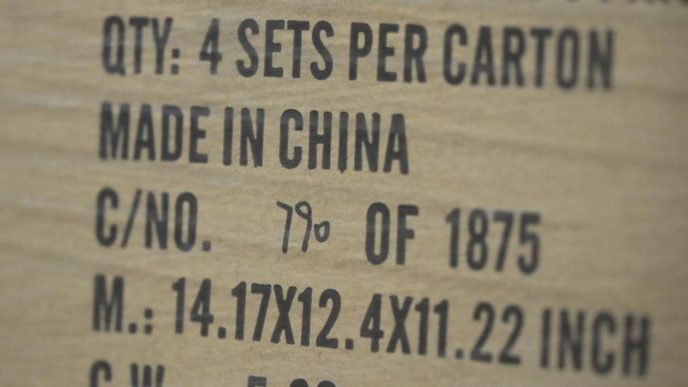 QTY: 4 SETS PER CARTON
MADE IN CHINA
C/NO. 790 OF 1875
M.: 14.17X12.4X11.22 INCH